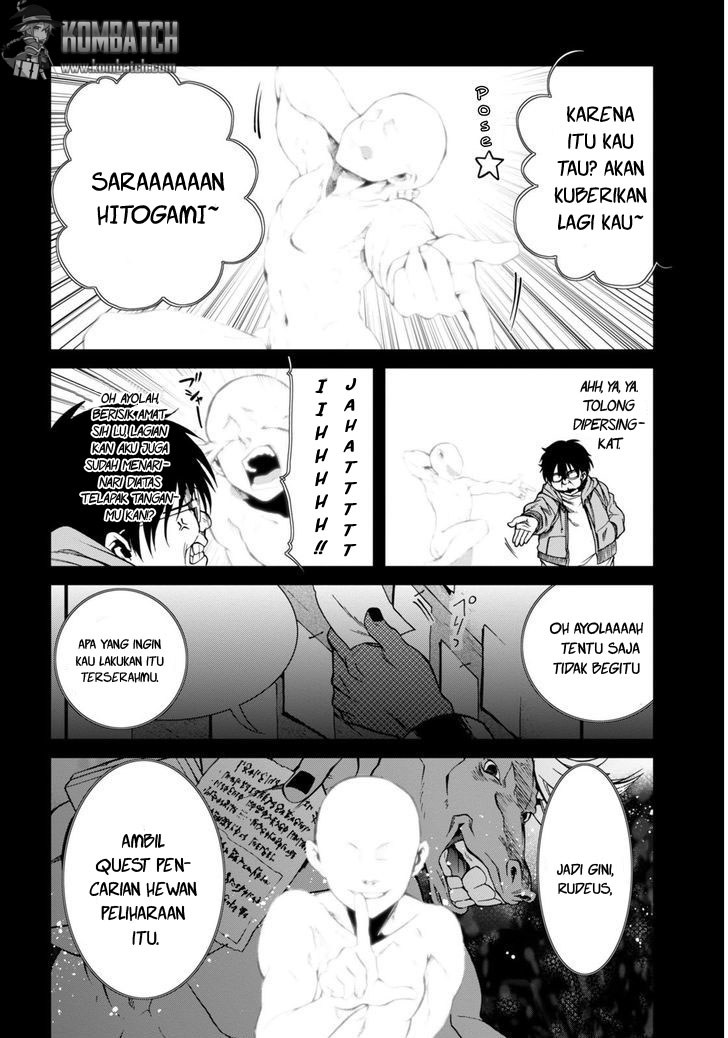 KOMBATCH
www.kombatch.com
KARENA
ITU KAU
TAU? AKAN
KUBERIKAN
LAGI KAU~
Pose
SARAAAAAAN
HITOGAMI~
AHH, YA, YA.
TOLONG
DIPERSING-
KAT.
JAHATTTTT
IIHHHHHH!!
OH AYOLAH,
BERISIK AMAT
SIH LU, LAGIAN
KAN AKU JUGA
SUDAH MENARI-
NARI DIATAS
TELAPAK TANGAN-
MU KAN!?
OH AYOLAAAAH
TENTU SAJA
TIDAK BEGITU
APA YANG INGIN
KAU LAKUKAN ITU
TERSERAHMU.
JADI GINI,
RUDEUS,
AMBIL
QUEST PEN-
CARIAN HEWAN
PELIHARAAN
ITU.